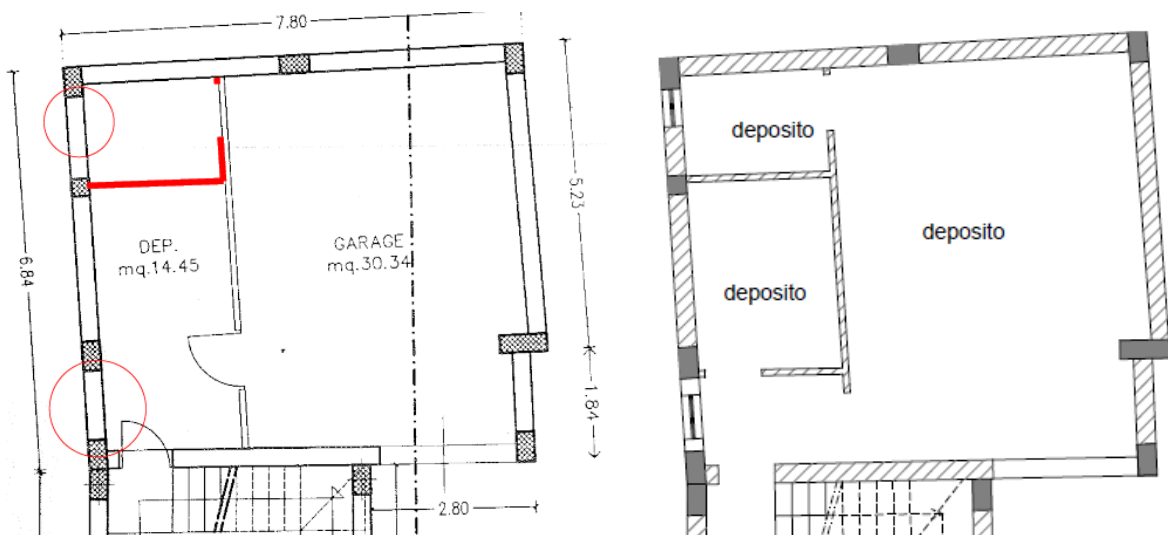 7.80
6.84
DEP.
mq.14.45
GARAGE
mq.30.34
5.23
1.84
2.80
deposito
deposito
deposito